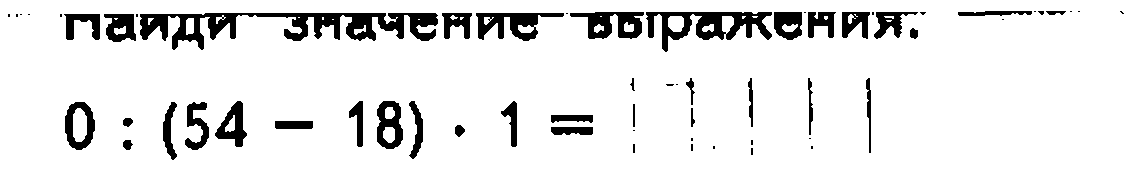 Найди значение выражения.
0 : (54 − 18) · 1 =